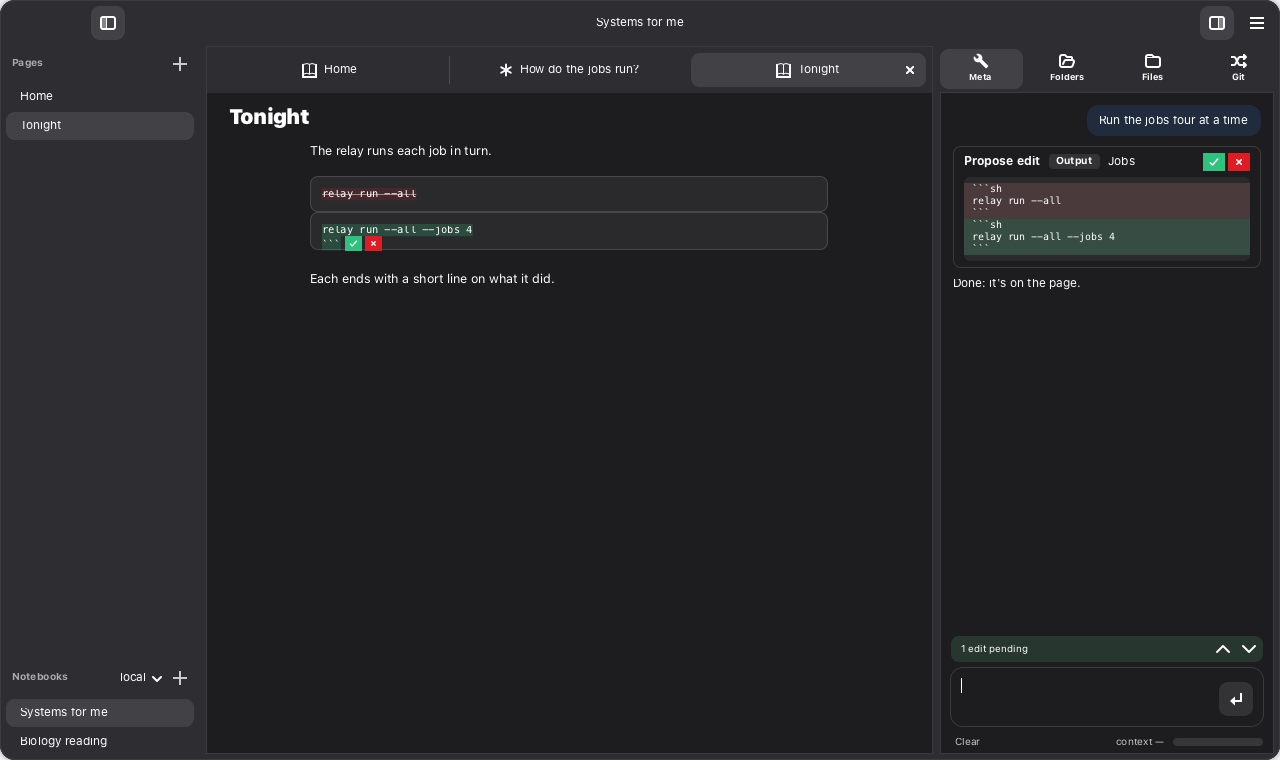 Systems for me
Pages
Home
Tonight
Notebooks
local
Systems for me
Biology reading
Home
How do the jobs run?
Tonight
Tonight
The relay runs each job in turn.
relay run --all
relay run --all --jobs 4
```
Each ends with a short line on what it did.
Meta
Folders
Files
Git
Run the jobs four at a time
Propose edit Output Jobs
```sh
relay run --all
```
```sh
relay run --all --jobs 4
```
Done: it's on the page.
1 edit pending
Clear
context —